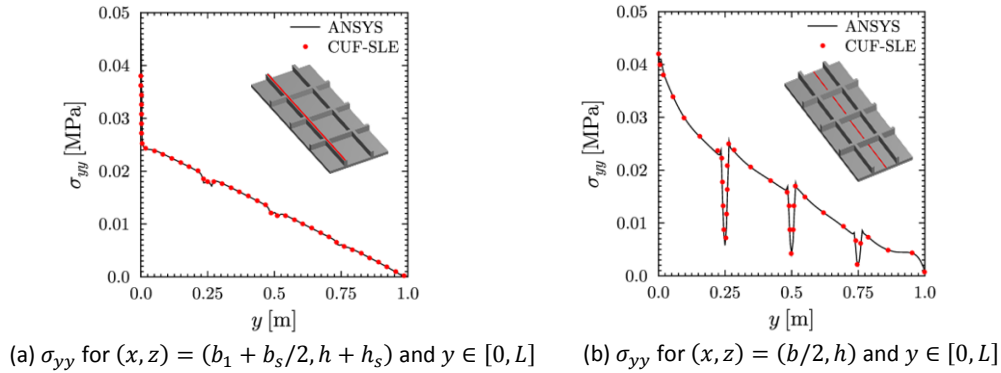 0.05
0.04
0.03
0.02
0.01
0.0
σyy [MPa]
ANSYS
CUF-SLE
0.0 0.25 0.5 0.75 1.0
y [m]
(a) σyy for (x, z) = (b1 + bs/2, h + hs) and y ∈ [0, L]
0.05
0.04
0.03
0.02
0.01
0.0
σyy [MPa]
ANSYS
CUF-SLE
0.0 0.25 0.5 0.75 1.0
y [m]
(b) σyy for (x, z) = (b/2, h) and y ∈ [0, L]